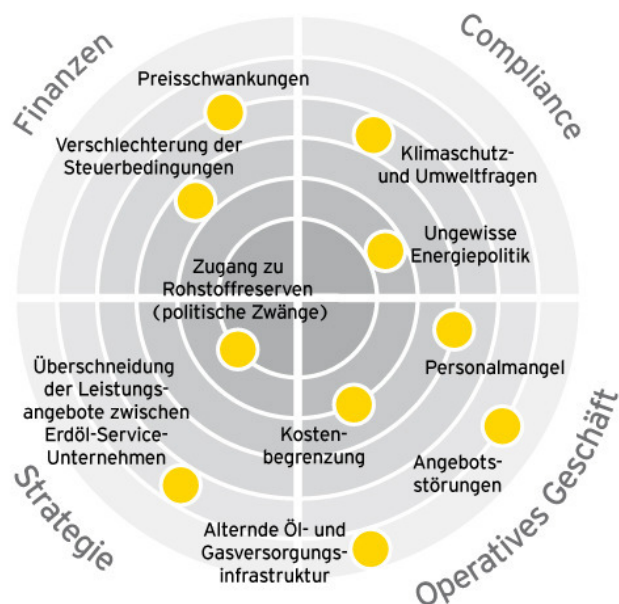 Finanzen
Compliance
Preisschwankungen
Verschlechterung der
Steuerbedingungen
Klimaschutz-
und Umweltfragen
Ungewisse
Energiepolitik
Zugang zu
Rohstoffreserven
(politische Zwänge)
Personalmangel
Überschneidung
der Leistungs-
angebote zwischen
Erdöl-Service-
Unternehmen
Kosten-
begrenzung
Angebots-
störungen
Alternde Öl- und
Gasversorgungs-
infrastruktur
Strategie
Operatives Geschäft